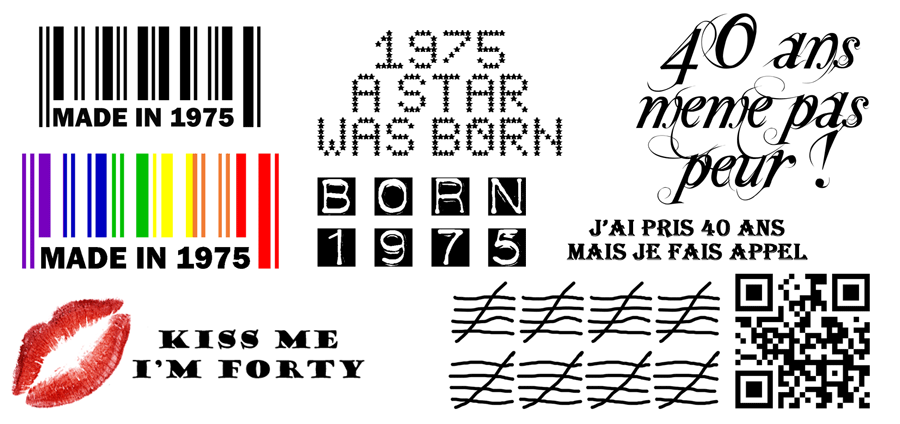 MADE IN 1975
1975
A STAR
WAS BORN
40 ans
meme pas
peur !
MADE IN 1975
BORN
1975
J'AI PRIS 40 ANS
MAIS JE FAIS APPEL
KISS ME
I'M FORTY